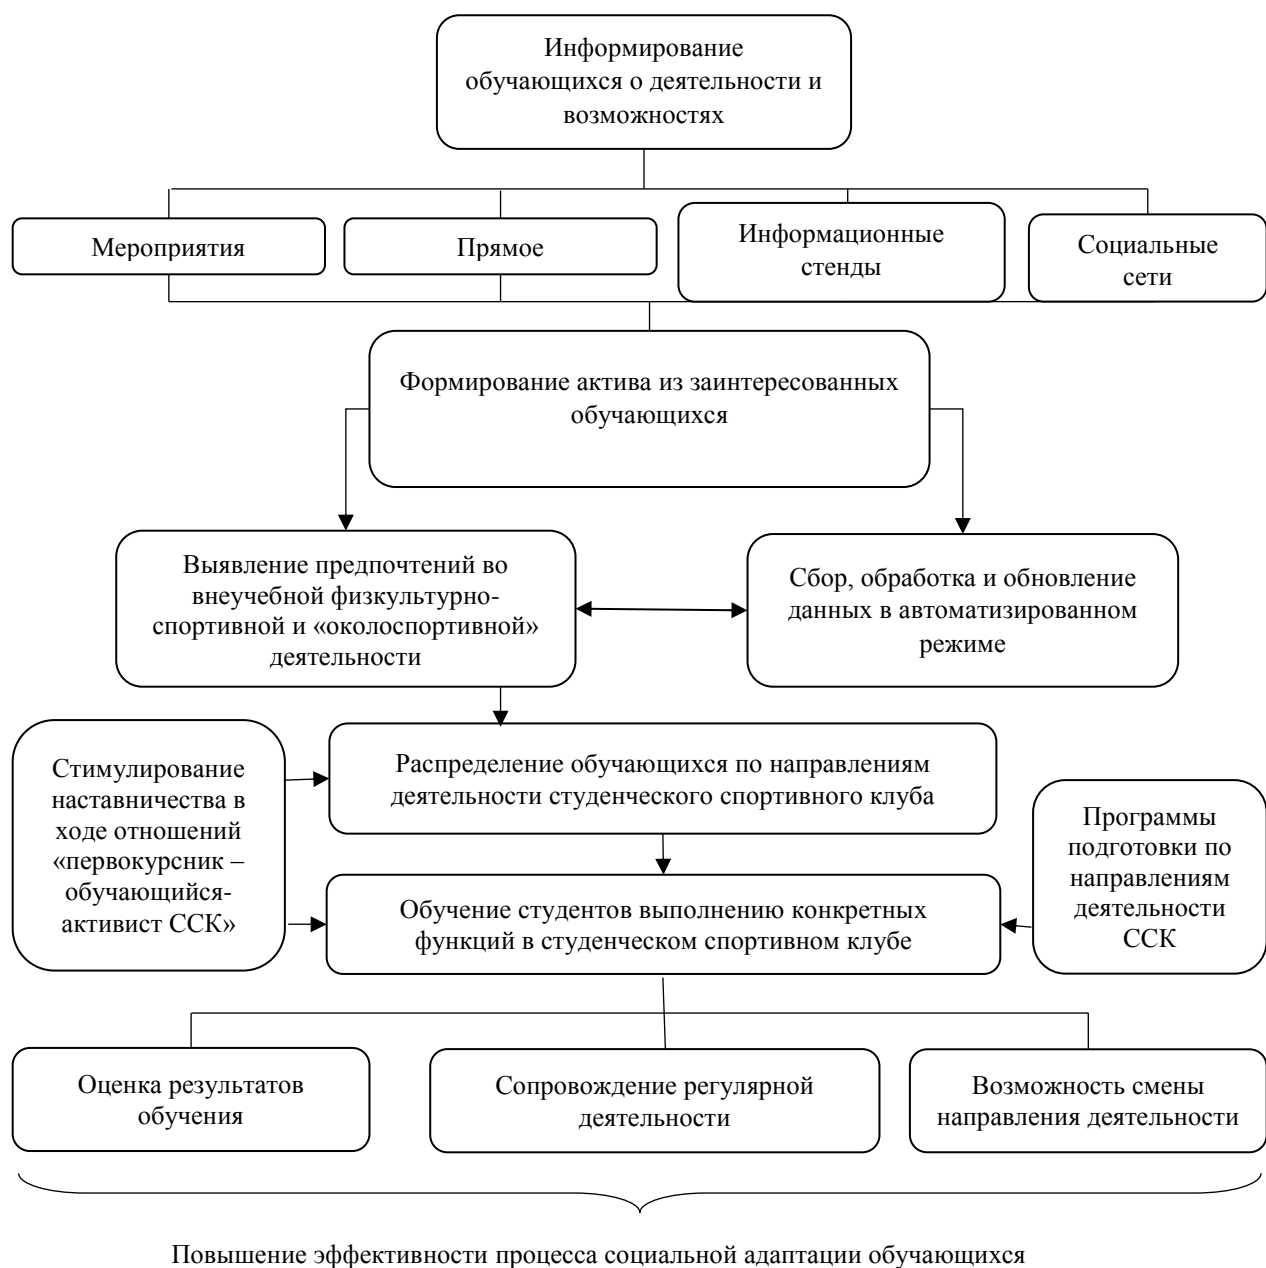 Информирование
обучающихся о деятельности и
возможностях
Мероприятия
Прямое
Информационные
стенды
Социальные
сети
Формирование актива из заинтересованных
обучающихся
Выявление предпочтений во
внеучебной физкультурно-
спортивной и «околоспортивной»
деятельности
Сбор, обработка и обновление
данных в автоматизированном
режиме
Стимулирование
наставничества в
ходе отношений
«первокурсник –
обучающийся-
активист ССК»
Распределение обучающихся по направлениям
деятельности студенческого спортивного клуба
Программы
подготовки по
направлениям
деятельности
ССК
Обучение студентов выполнению конкретных
функций в студенческом спортивном клубе
Оценка результатов
обучения
Сопровождение регулярной
деятельности
Возможность смены
направления деятельности
Повышение эффективности процесса социальной адаптации обучающихся